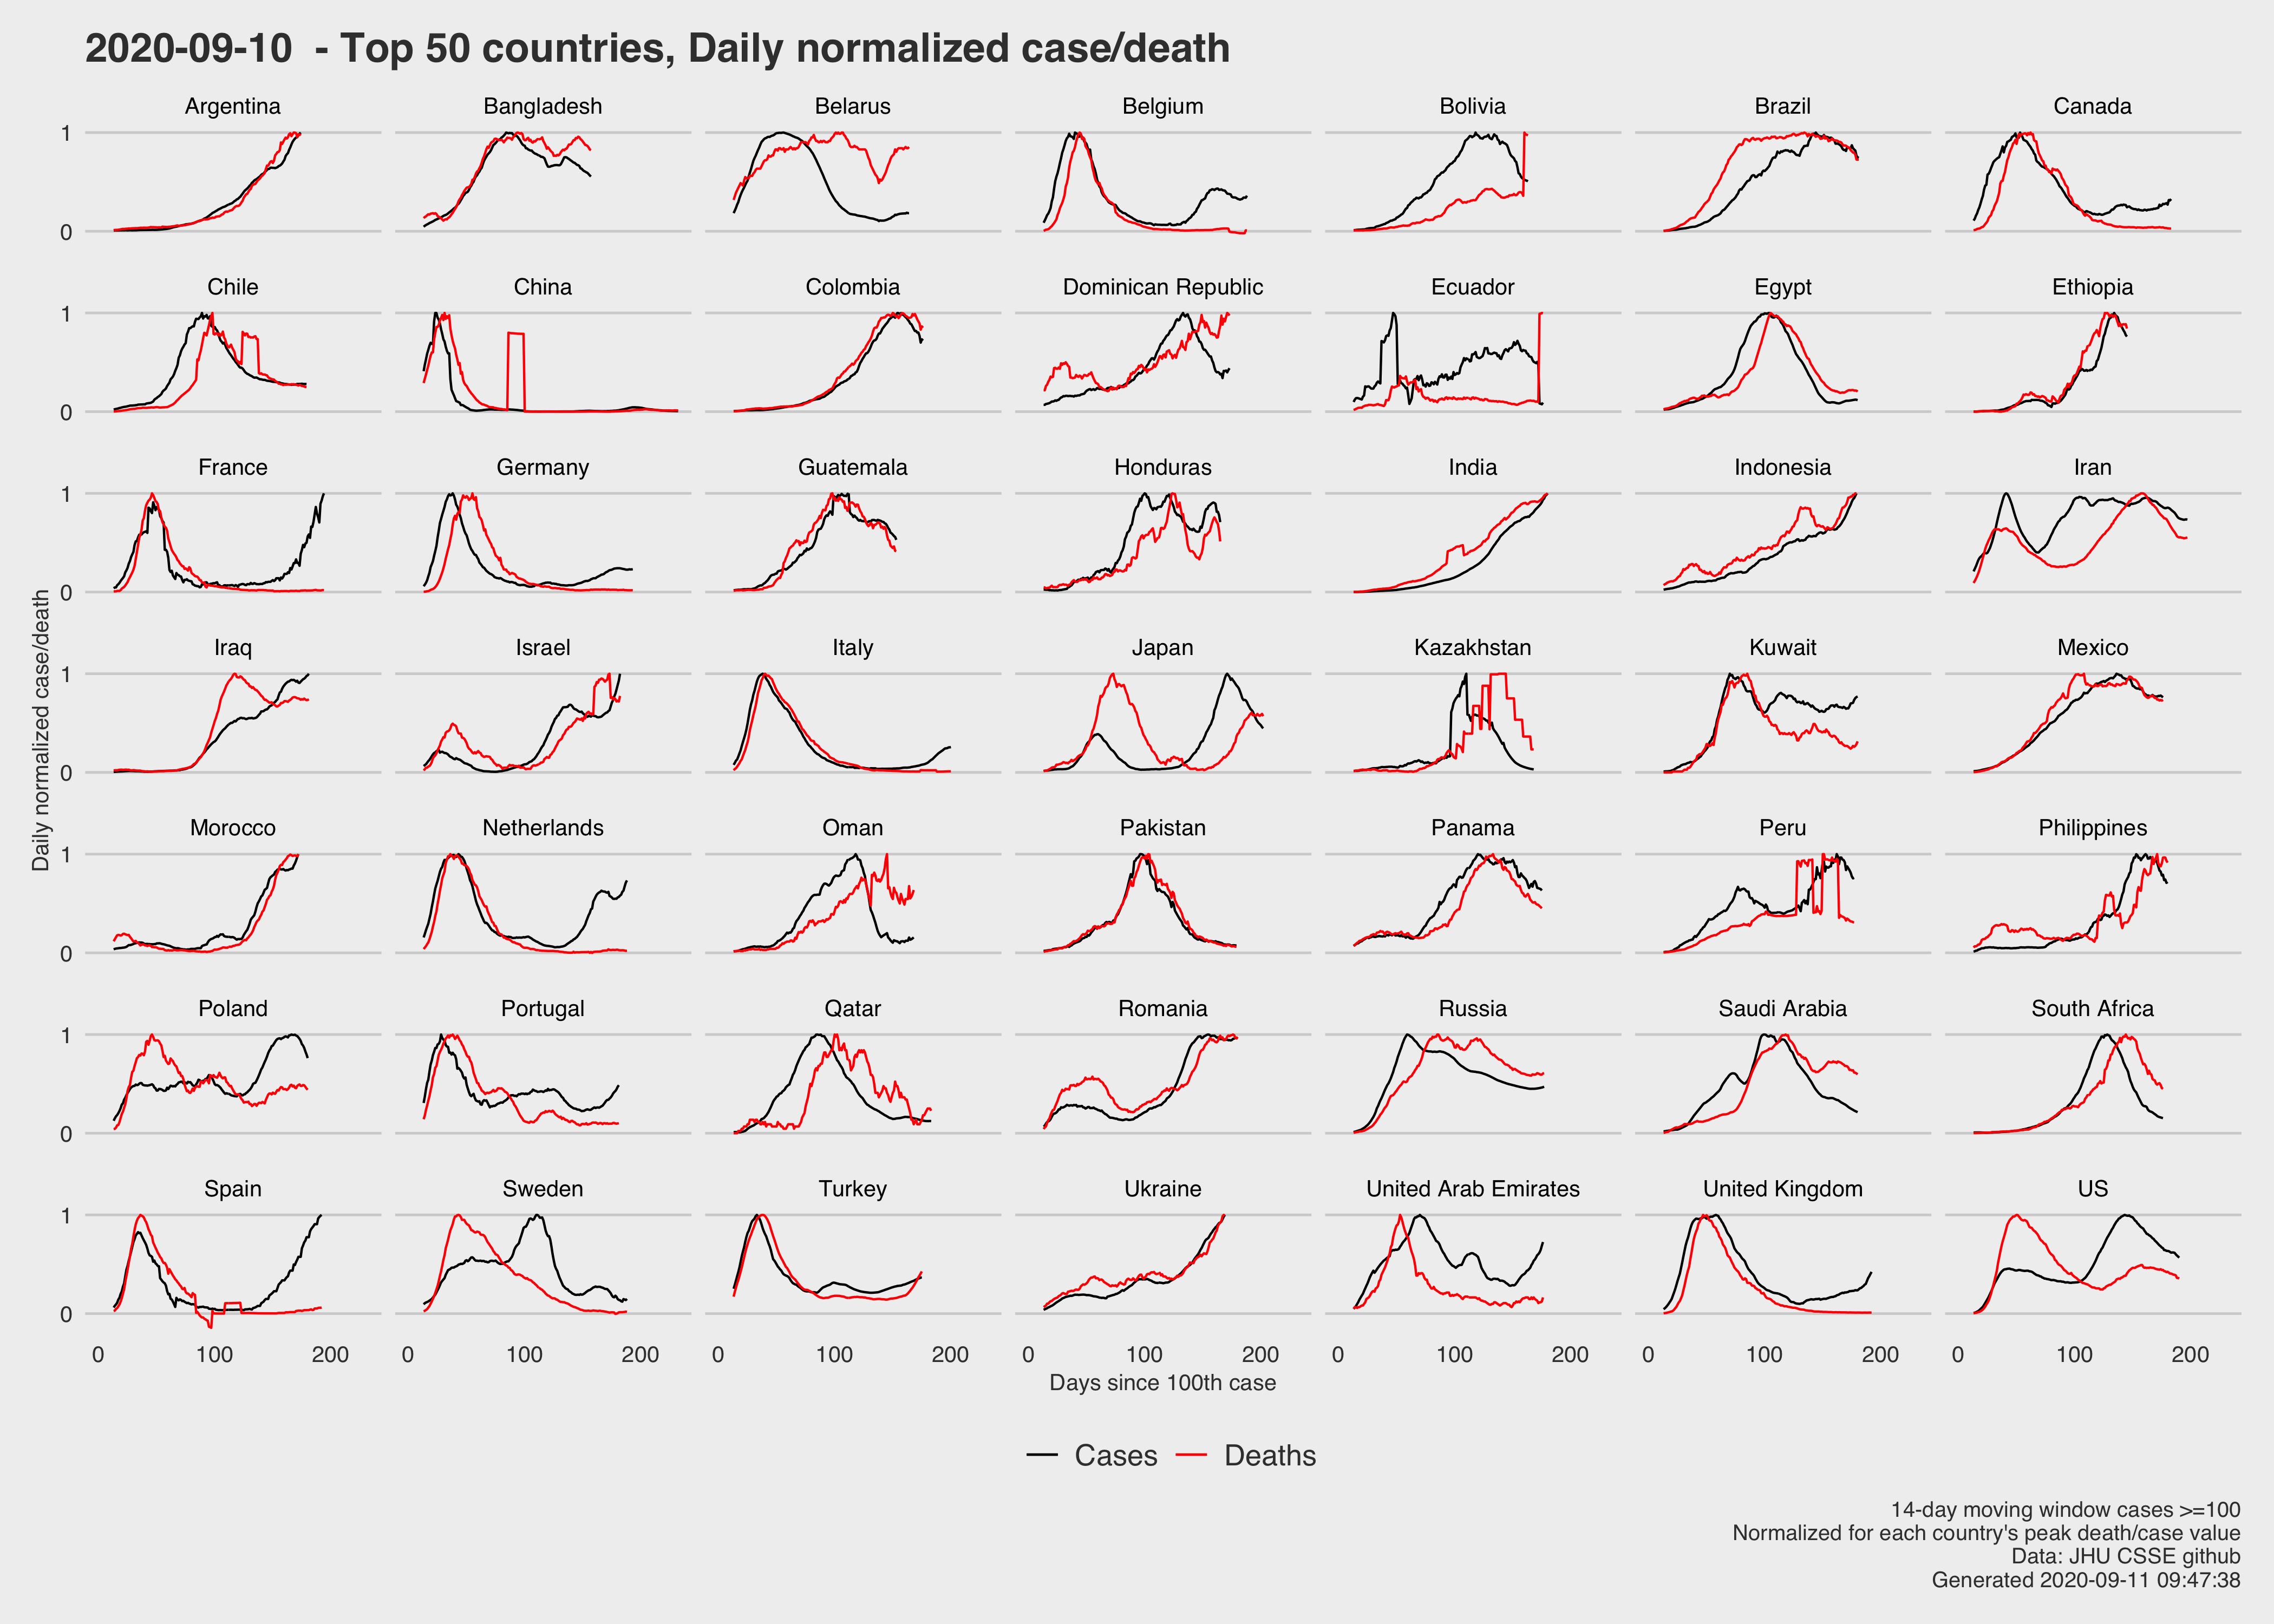 2020-09-10  - Top 50 countries, Daily normalized case/death
Argentina Bangladesh Belarus Belgium Bolivia Brazil Canada
1
0
Chile China Colombia Dominican Republic Ecuador Egypt Ethiopia
1
0
France Germany Guatemala Honduras India Indonesia Iran
1
0
Iraq Israel Italy Japan Kazakhstan Kuwait Mexico
1
0
Daily normalized case/death
Morocco Netherlands Oman Pakistan Panama Peru Philippines
1
0
Poland Portugal Qatar Romania Russia Saudi Arabia South Africa
1
0
Spain Sweden Turkey Ukraine United Arab Emirates United Kingdom US
1
0
0 100 200 0 100 200 0 100 200 0 100 200 0 100 200 0 100 200 0 100 200
Days since 100th case
Cases Deaths
14-day moving window cases >=100
Normalized for each country's peak death/case value
Data: JHU CSSE github
Generated 2020-09-11 09:47:38